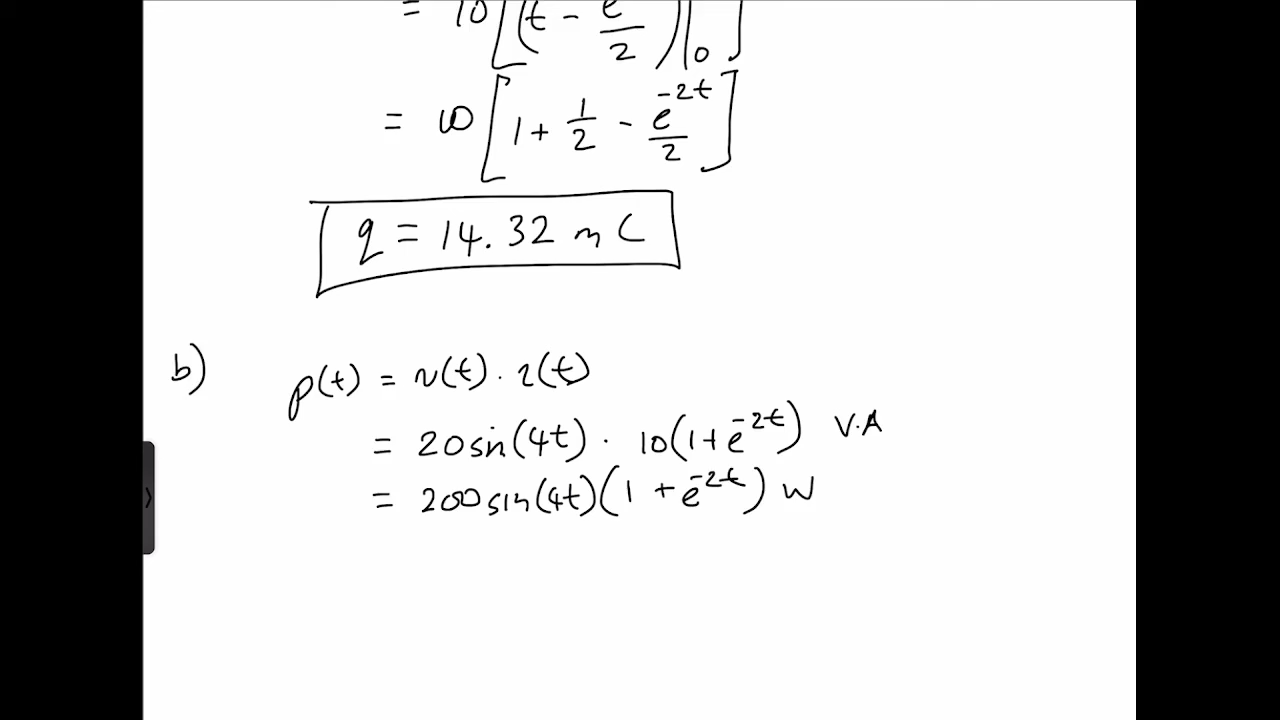 = 10[(t - e/2)|0]
= 10[1 + 1/2 - e^-2t/2]
q = 14.32 mC
b) p(t) = v(t) · i(t)
= 20sin(4t) · 10(1+e^-2t) V.A
= 200sin(4t)(1 + e^-2t) W